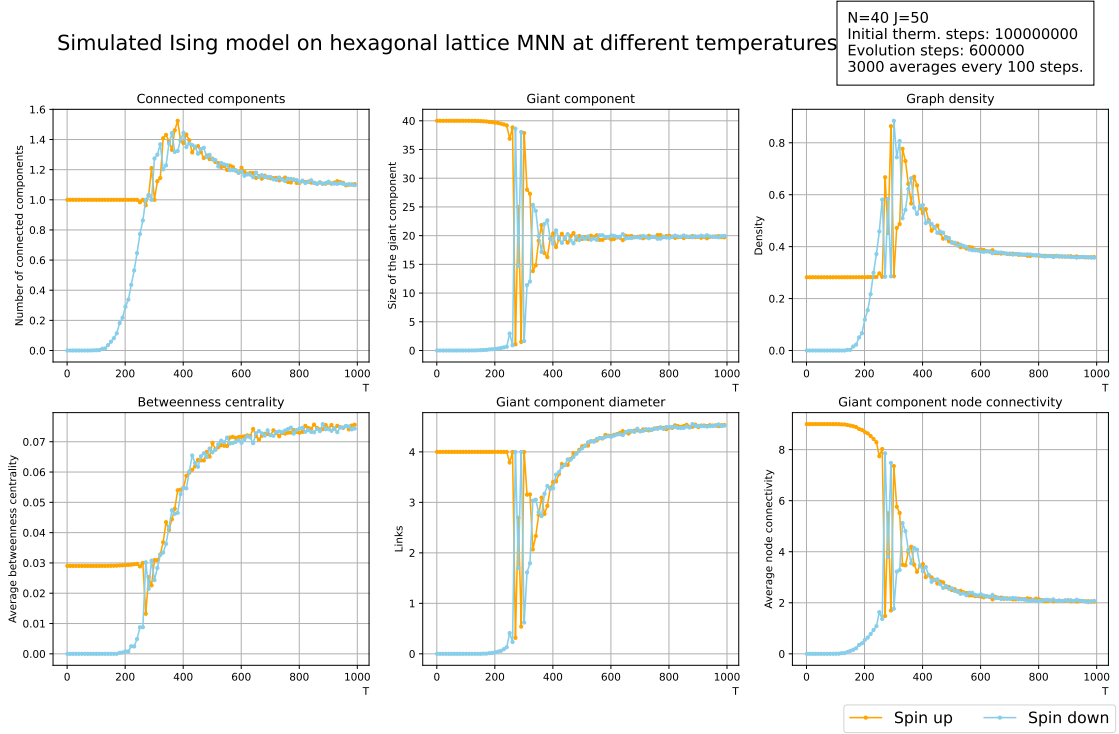 Simulated Ising model on hexagonal lattice MNN at different temperatures
N=40 J=50
Initial therm. steps: 100000000
Evolution steps: 600000
3000 averages every 100 steps.
Connected components
Number of connected components
1.6
1.4
1.2
1.0
0.8
0.6
0.4
0.2
0.0
0 200 400 600 800 1000
T
Giant component
Size of the giant component
40
35
30
25
20
15
10
5
0
0 200 400 600 800 1000
T
Graph density
Density
0.8
0.6
0.4
0.2
0.0
0 200 400 600 800 1000
T
Betweenness centrality
Average betweenness centrality
0.07
0.06
0.05
0.04
0.03
0.02
0.01
0.00
0 200 400 600 800 1000
T
Giant component diameter
Links
4
3
2
1
0
0 200 400 600 800 1000
T
Giant component node connectivity
Average node connectivity
8
6
4
2
0
0 200 400 600 800 1000
T
Spin up Spin down